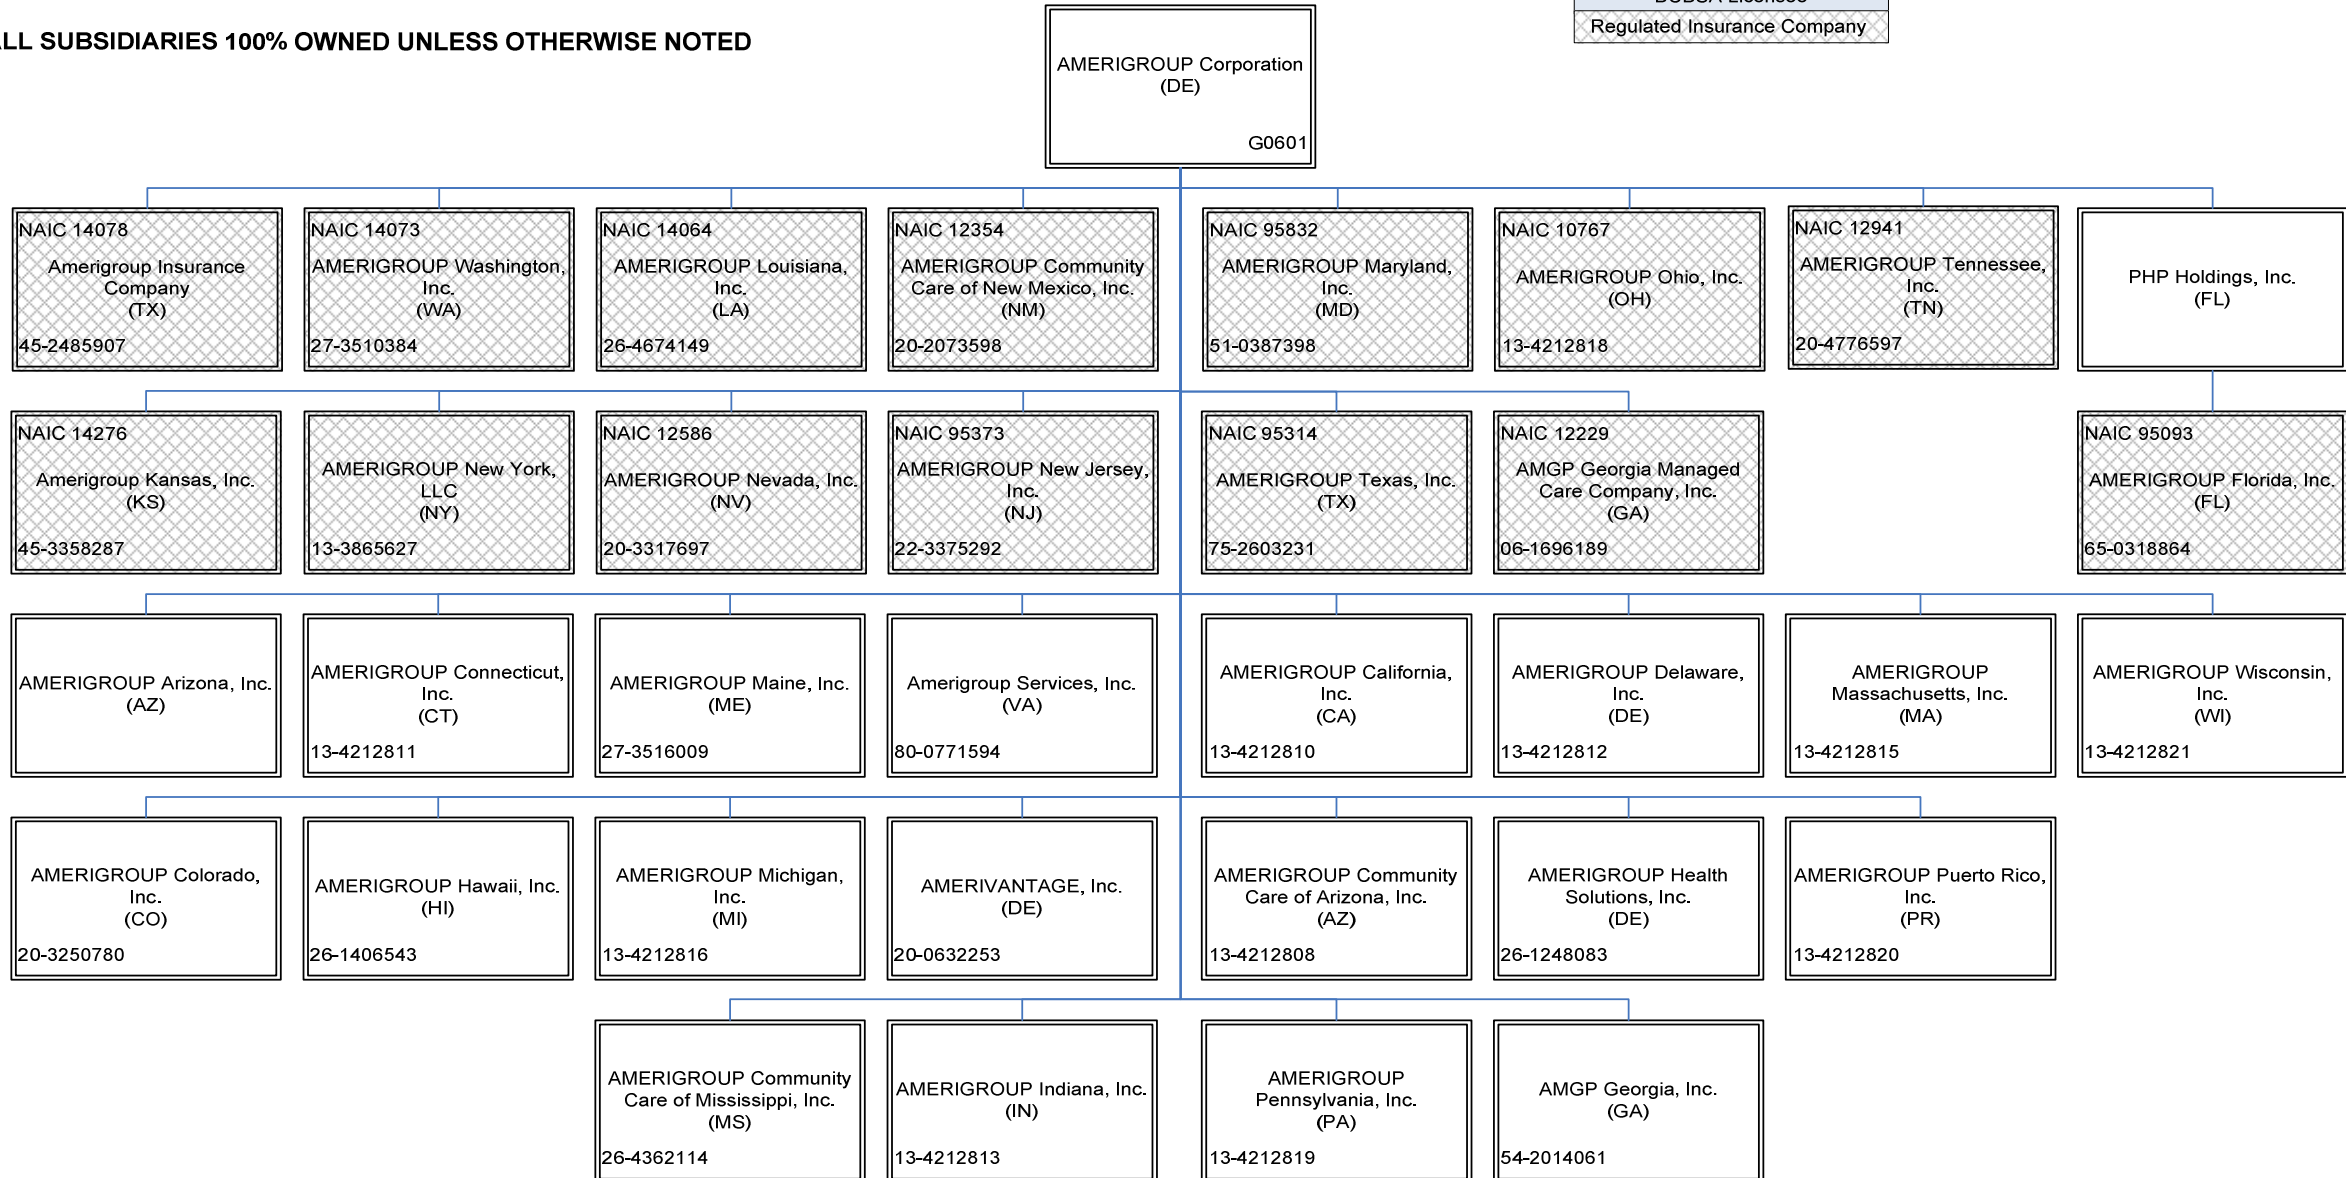 ALL SUBSIDIARIES 100% OWNED UNLESS OTHERWISE NOTED
BCBSA Licensee
Regulated Insurance Company
AMERIGROUP Corporation
(DE)
G0601
NAIC 14078
Amerigroup Insurance
Company
(TX)
45-2485907
NAIC 14073
AMERIGROUP Washington,
Inc.
(WA)
27-3510384
NAIC 14064
AMERIGROUP Louisiana,
Inc.
(LA)
26-4674149
NAIC 12354
AMERIGROUP Community
Care of New Mexico, Inc.
(NM)
20-2073598
NAIC 95832
AMERIGROUP Maryland,
Inc.
(MD)
51-0387398
NAIC 10767
AMERIGROUP Ohio, Inc.
(OH)
13-4212818
NAIC 12941
AMERIGROUP Tennessee,
Inc.
(TN)
20-4776597
PHP Holdings, Inc.
(FL)
NAIC 14276
Amerigroup Kansas, Inc.
(KS)
45-3358287
AMERIGROUP New York,
LLC
(NY)
13-3865627
NAIC 12586
AMERIGROUP Nevada, Inc.
(NV)
20-3317697
NAIC 95373
AMERIGROUP New Jersey,
Inc.
(NJ)
22-3375292
NAIC 95314
AMERIGROUP Texas, Inc.
(TX)
75-2603231
NAIC 12229
AMGP Georgia Managed
Care Company, Inc.
(GA)
06-1696189
NAIC 95093
AMERIGROUP Florida, Inc.
(FL)
65-0318864
AMERIGROUP Arizona, Inc.
(AZ)
AMERIGROUP Connecticut,
Inc.
(CT)
13-4212811
AMERIGROUP Maine, Inc.
(ME)
27-3516009
Amerigroup Services, Inc.
(VA)
80-0771594
AMERIGROUP California,
Inc.
(CA)
13-4212810
AMERIGROUP Delaware,
Inc.
(DE)
13-4212812
AMERIGROUP
Massachusetts, Inc.
(MA)
13-4212815
AMERIGROUP Wisconsin,
Inc.
(WI)
13-4212821
AMERIGROUP Colorado,
Inc.
(CO)
20-3250780
AMERIGROUP Hawaii, Inc.
(HI)
26-1406543
AMERIGROUP Michigan,
Inc.
(MI)
13-4212816
AMERIVANTAGE, Inc.
(DE)
20-0632253
AMERIGROUP Community
Care of Arizona, Inc.
(AZ)
13-4212808
AMERIGROUP Health
Solutions, Inc.
(DE)
26-1248083
AMERIGROUP Puerto Rico,
Inc.
(PR)
13-4212820
AMERIGROUP Community
Care of Mississippi, Inc.
(MS)
26-4362114
AMERIGROUP Indiana, Inc.
(IN)
13-4212813
AMERIGROUP
Pennsylvania, Inc.
(PA)
13-4212819
AMGP Georgia, Inc.
(GA)
54-2014061